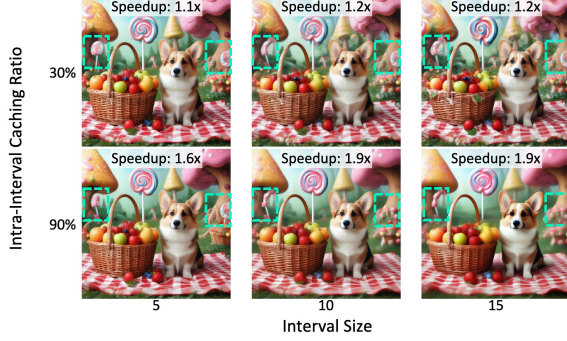 Speedup: 1.1x
Speedup: 1.2x
Speedup: 1.2x
30%
Intra-Interval Caching Ratio
Speedup: 1.6x
Speedup: 1.9x
Speedup: 1.9x
90%
5
10
15
Interval Size